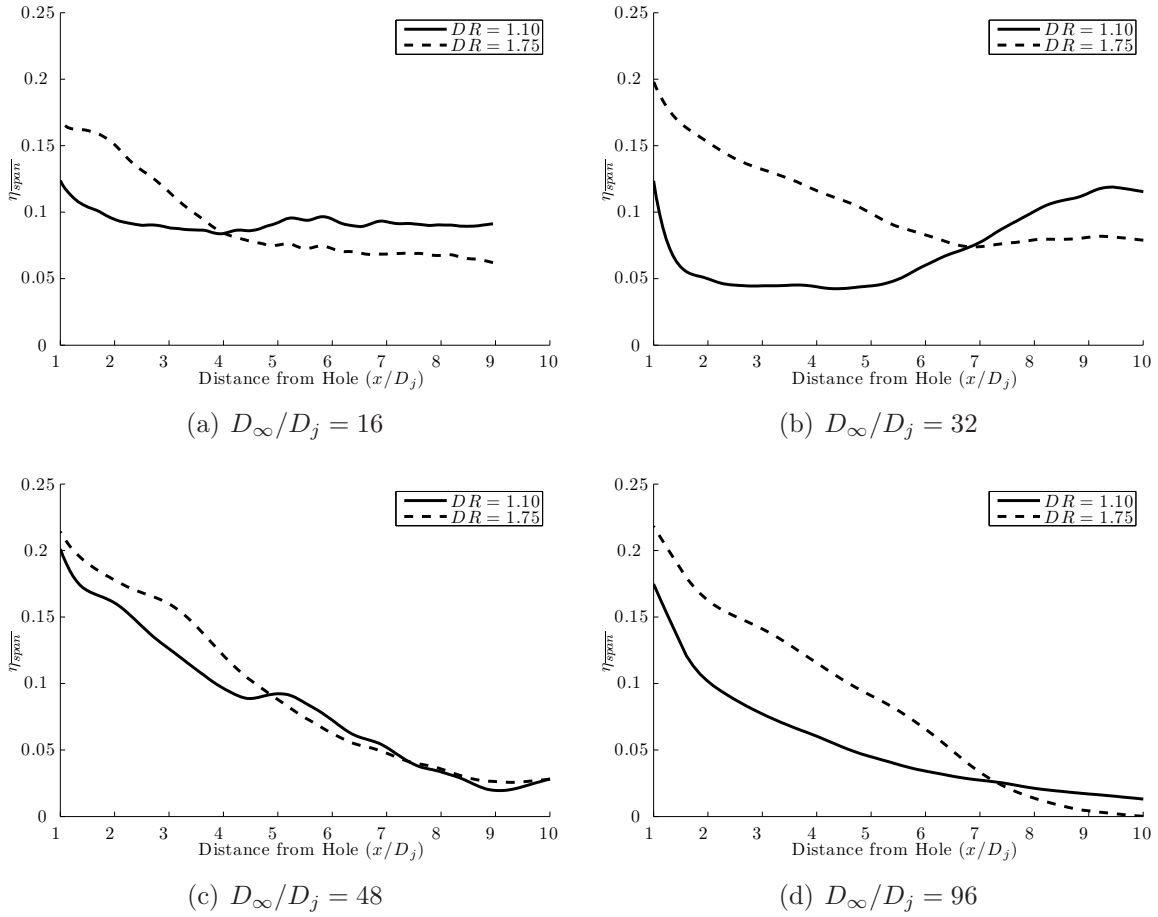 0.25
0.2
0.15
0.1
0.05
0
1 2 3 4 5 6 7 8 9 10
η_span
Distance from Hole (x/D_j)
DR = 1.10
DR = 1.75
(a) D_∞/D_j = 16
0.25
0.2
0.15
0.1
0.05
0
1 2 3 4 5 6 7 8 9 10
η_span
Distance from Hole (x/D_j)
DR = 1.10
DR = 1.75
(b) D_∞/D_j = 32
0.25
0.2
0.15
0.1
0.05
0
1 2 3 4 5 6 7 8 9 10
η_span
Distance from Hole (x/D_j)
DR = 1.10
DR = 1.75
(c) D_∞/D_j = 48
0.25
0.2
0.15
0.1
0.05
0
1 2 3 4 5 6 7 8 9 10
η_span
Distance from Hole (x/D_j)
DR = 1.10
DR = 1.75
(d) D_∞/D_j = 96